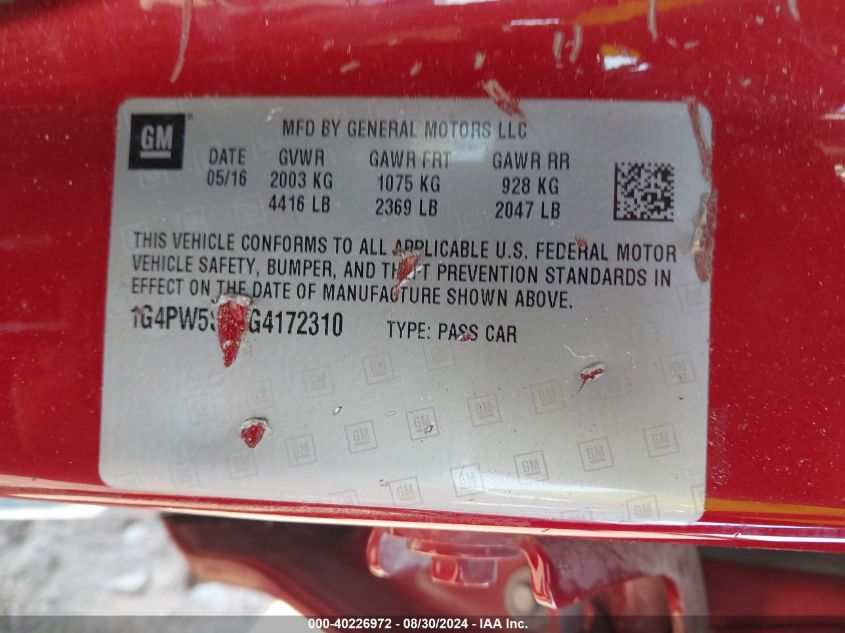 GM
MFD BY GENERAL MOTORS LLC
DATE GVWR GAWR FRT GAWR RR
05/16 2003 KG 1075 KG 928 KG
4416 LB 2369 LB 2047 LB
THIS VEHICLE CONFORMS TO ALL APPLICABLE U.S. FEDERAL MOTOR
VEHICLE SAFETY, BUMPER, AND THEFT PREVENTION STANDARDS IN
EFFECT ON THE DATE OF MANUFACTURE SHOWN ABOVE.
TYPE: PASS CAR
000-40226972 / 08/30/2024 - IAA Inc.